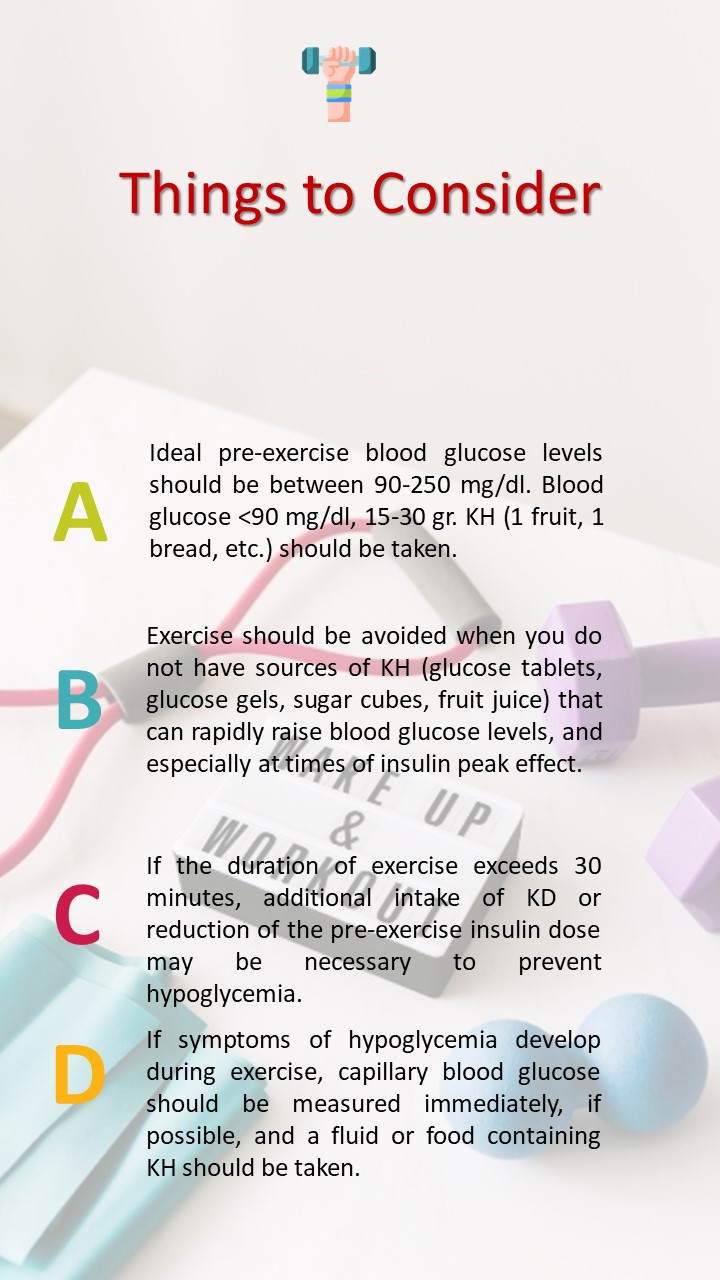 Things to Consider
A
Ideal pre-exercise blood glucose levels
should be between 90-250 mg/dl. Blood
glucose <90 mg/dl, 15-30 gr. KH (1 fruit, 1
bread, etc.) should be taken.
B
Exercise should be avoided when you do
not have sources of KH (glucose tablets,
glucose gels, sugar cubes, fruit juice) that
can rapidly raise blood glucose levels, and
especially at times of insulin peak effect.
WAKE UP
&
WORKOUT
C
If the duration of exercise exceeds 30
minutes, additional intake of KD or
reduction of the pre-exercise insulin dose
may be necessary to prevent
hypoglycemia.
D
If symptoms of hypoglycemia develop
during exercise, capillary blood glucose
should be measured immediately, if
possible, and a fluid or food containing
KH should be taken.